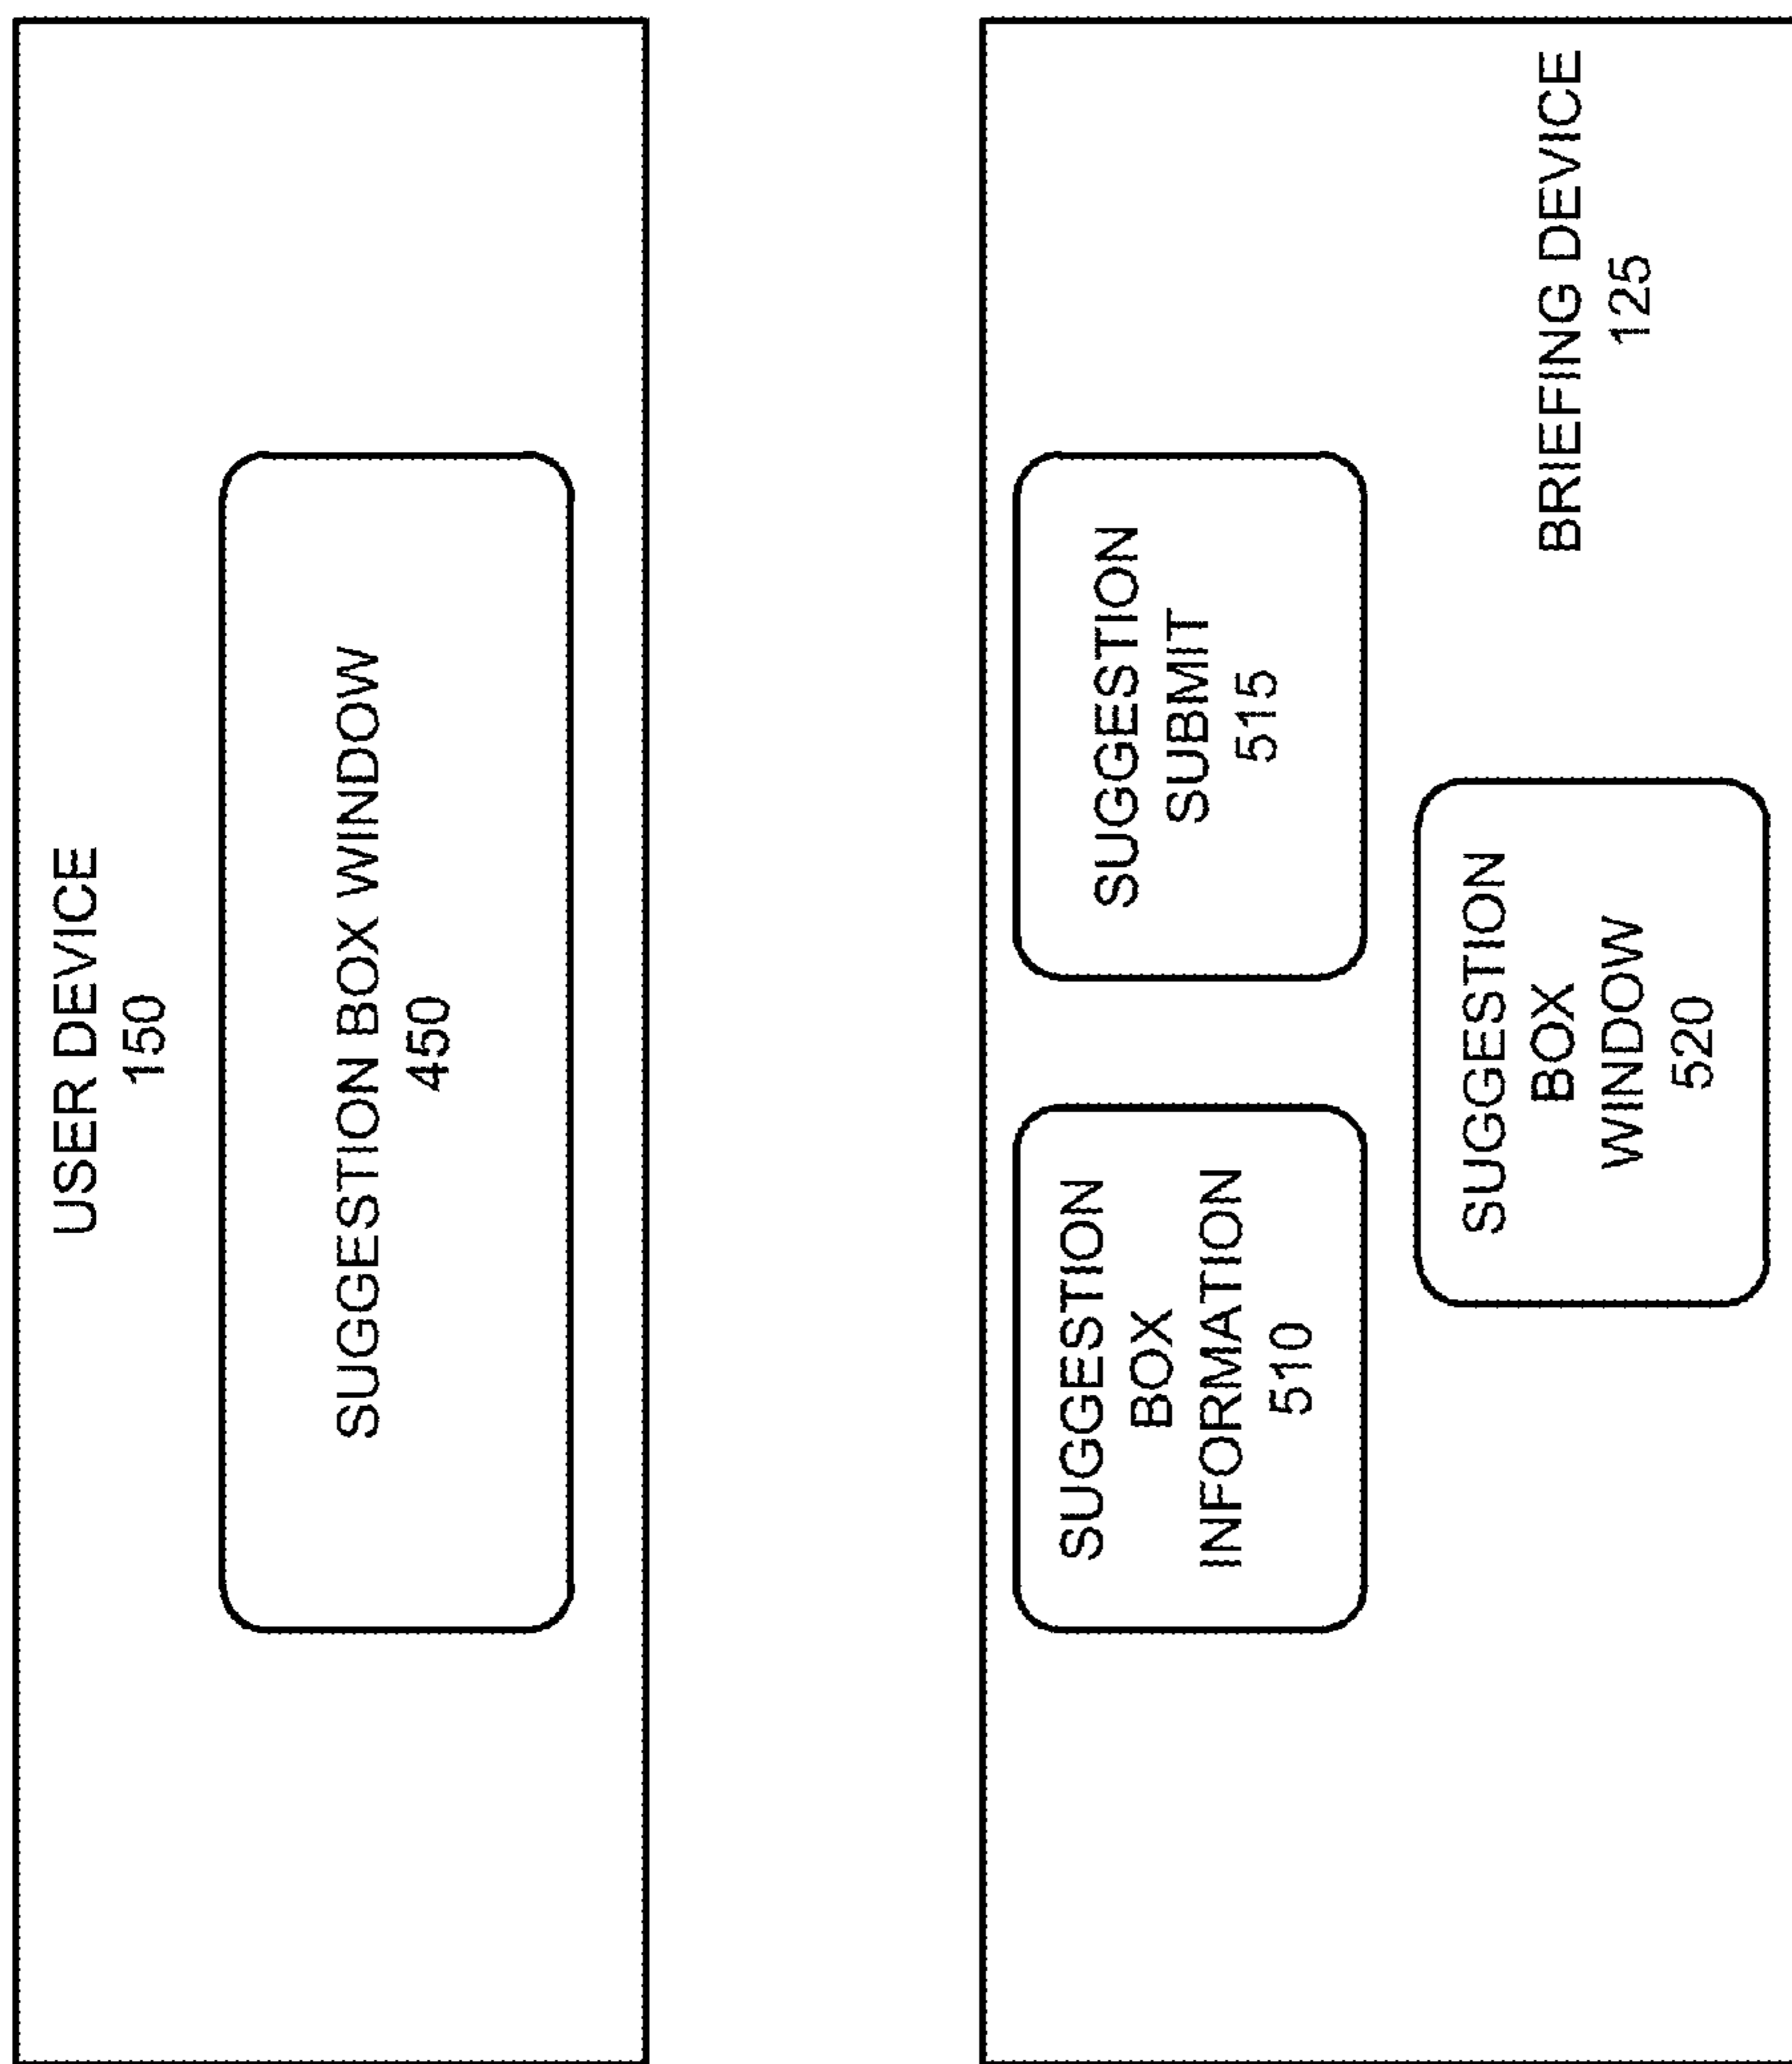 USER DEVICE
150
SUGGESTION BOX WINDOW
450
SUGGESTION
BOX
INFORMATION
510
SUGGESTION
SUBMIT
515
SUGGESTION
BOX
WINDOW
520
BRIEFING DEVICE
125